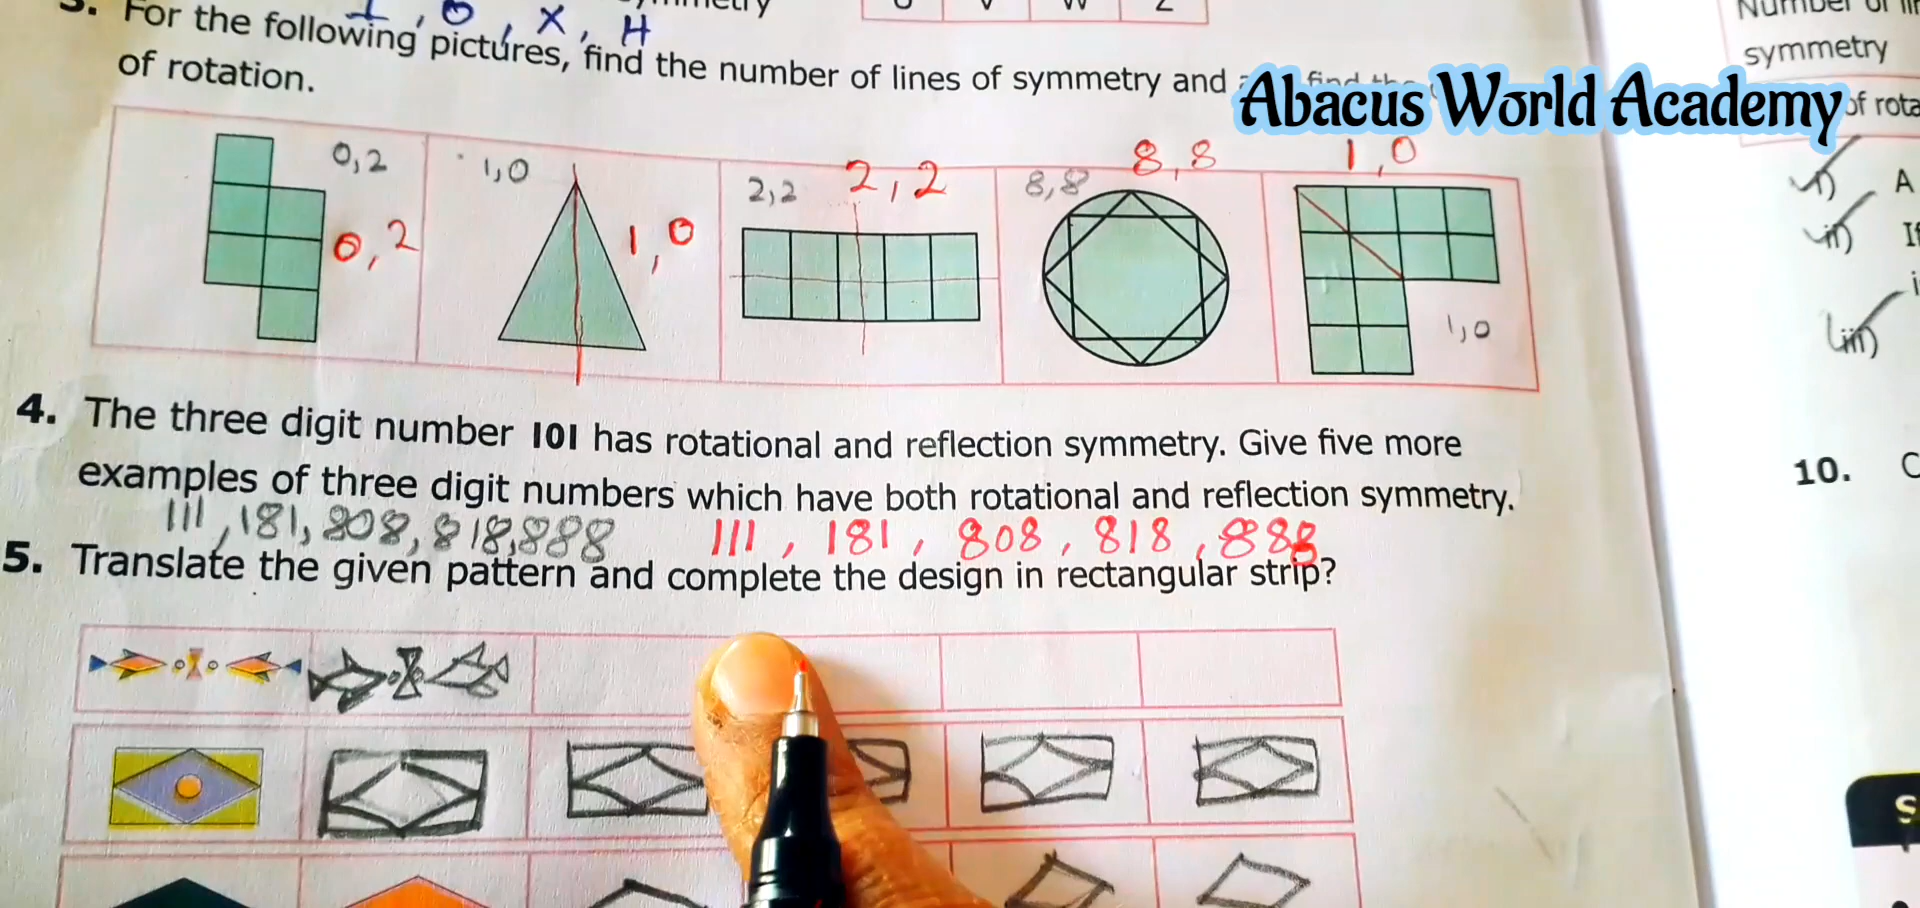 I, O, X, H
U V W Z
3. For the following pictures, find the number of lines of symmetry and
of rotation.
Abacus World Academy
symmetry
0,2
0,2
1,0
1,0
2,2
2,2
8,8
8,8
1,0
1,0
4. The three digit number 101 has rotational and reflection symmetry. Give five more
examples of three digit numbers which have both rotational and reflection symmetry.
111, 181, 808, 818, 888 111, 181, 808, 818, 888
5. Translate the given pattern and complete the design in rectangular strip?
i) A
ii) If
iii)
10. C
S